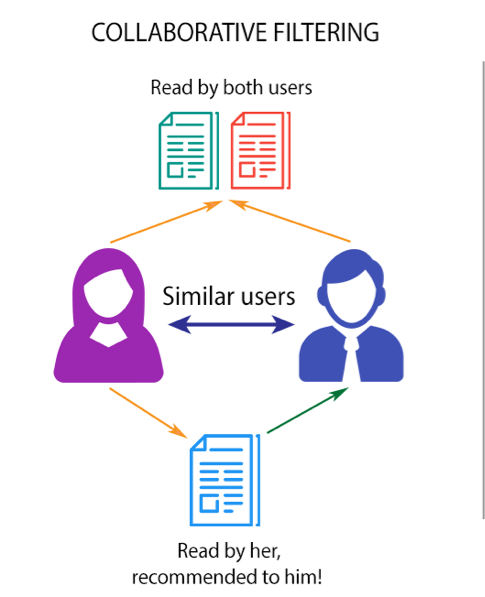 COLLABORATIVE FILTERING
Read by both users
Similar users
Read by her,
recommended to him!